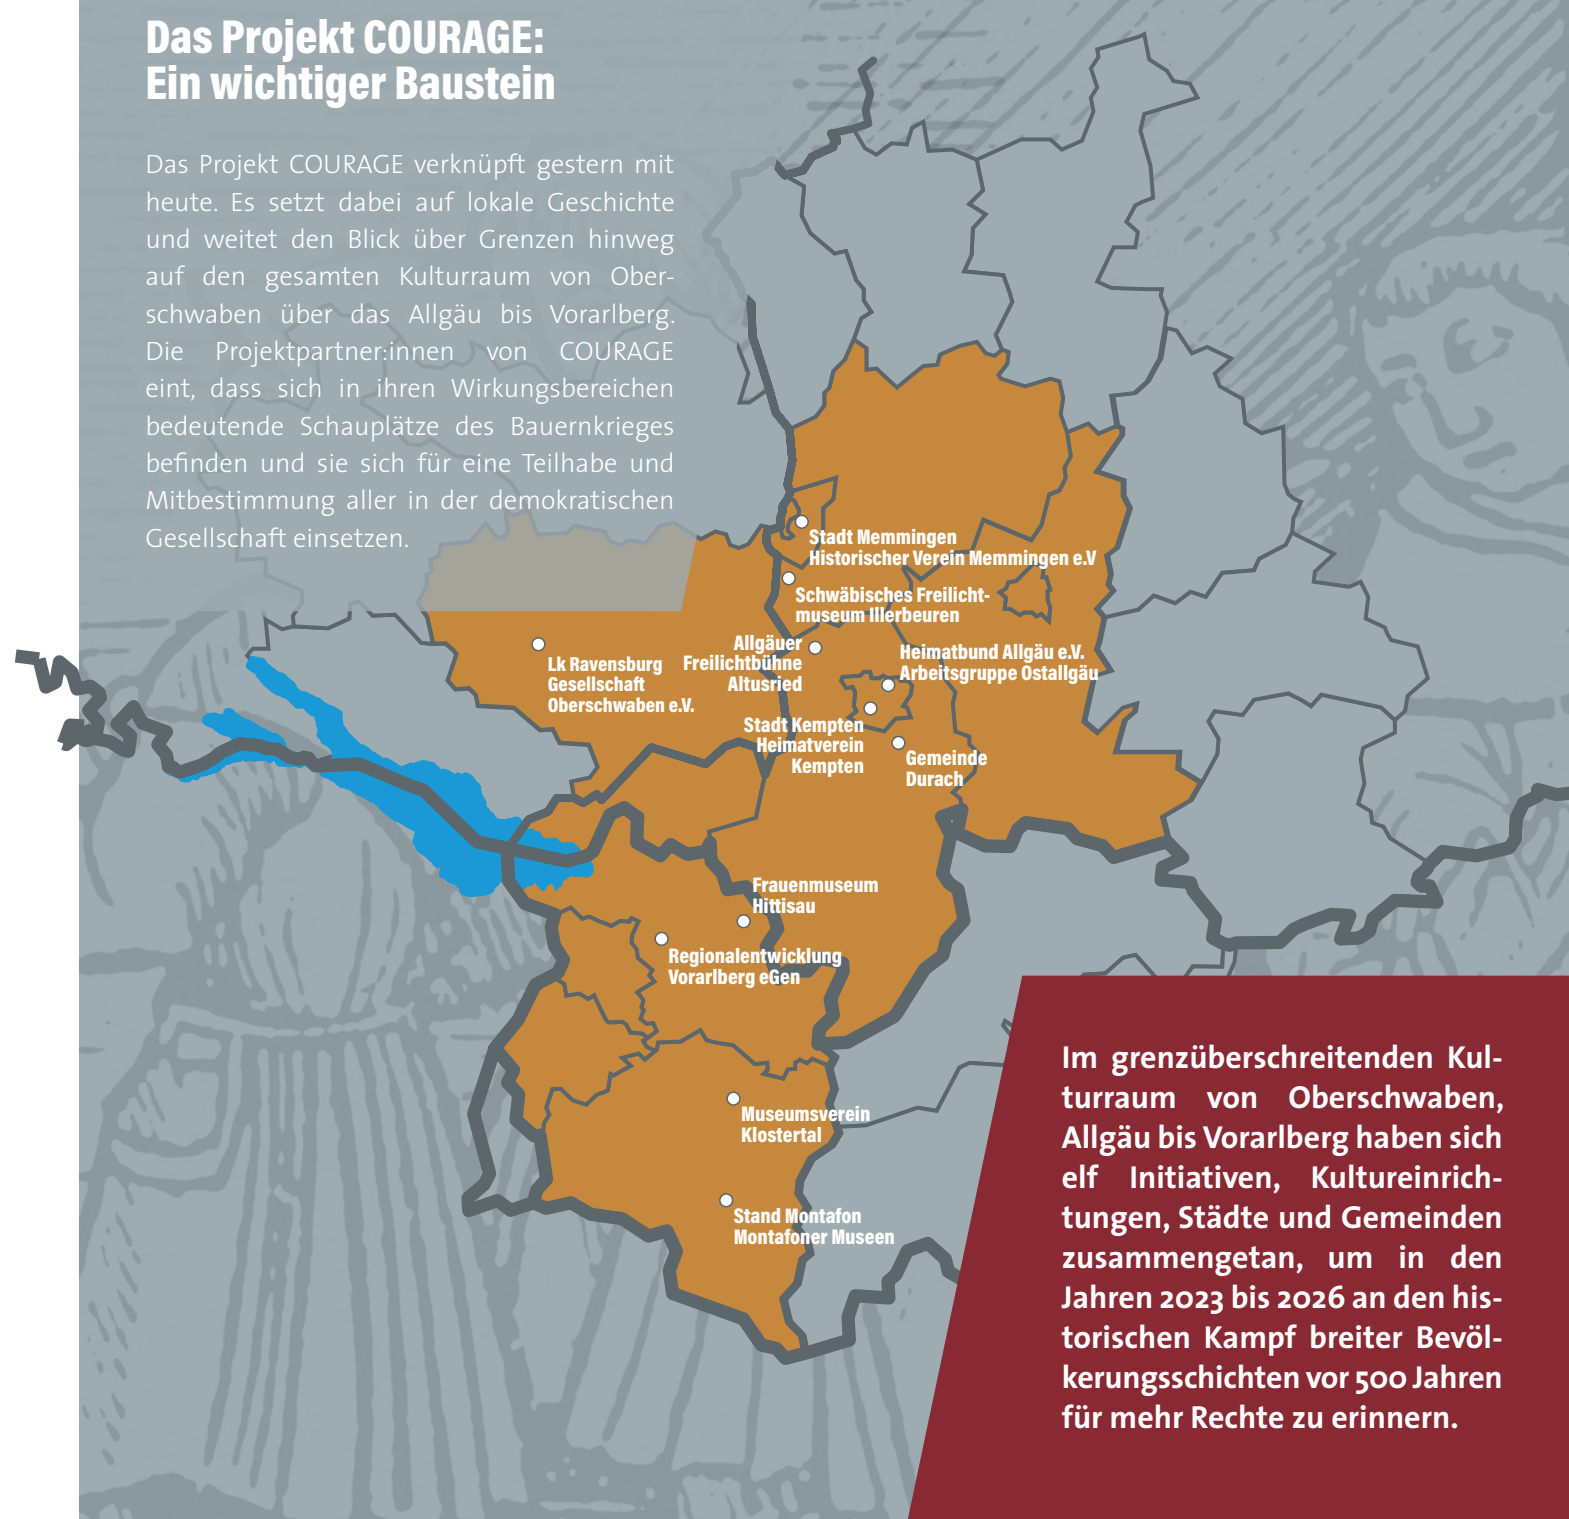 Das Projekt COURAGE:
Ein wichtiger Baustein
Das Projekt COURAGE verknüpft gestern mit
heute. Es setzt dabei auf lokale Geschichte
und weitet den Blick über Grenzen hinweg
auf den gesamten Kulturraum von Ober-
schwaben über das Allgäu bis Vorarlberg.
Die Projektpartner:innen von COURAGE
eint, dass sich in ihren Wirkungsbereichen
bedeutende Schauplätze des Bauernkrieges
befinden und sie sich für eine Teilhabe und
Mitbestimmung aller in der demokratischen
Gesellschaft einsetzen.
Stadt Memmingen
Historischer Verein Memmingen e.V
Schwäbisches Freilicht-
museum Illerbeuren
Allgäuer
Freilichtbühne
Altusried
Heimatbund Allgäu e.V.
Arbeitsgruppe Ostallgäu
Lk Ravensburg
Gesellschaft
Oberschwaben e.V.
Stadt Kempten
Heimatverein
Kempten
Gemeinde
Durach
Frauenmuseum
Hittisau
Regionalentwicklung
Vorarlberg eGen
Museumsverein
Klostertal
Stand Montafon
Montafoner Museen
Im grenzüberschreitenden Kul-
turraum von Oberschwaben,
Allgäu bis Vorarlberg haben sich
elf Initiativen, Kultureinrich-
tungen, Städte und Gemeinden
zusammengetan, um in den
Jahren 2023 bis 2026 an den his-
torischen Kampf breiter Bevöl-
kerungsschichten vor 500 Jahren
für mehr Rechte zu erinnern.